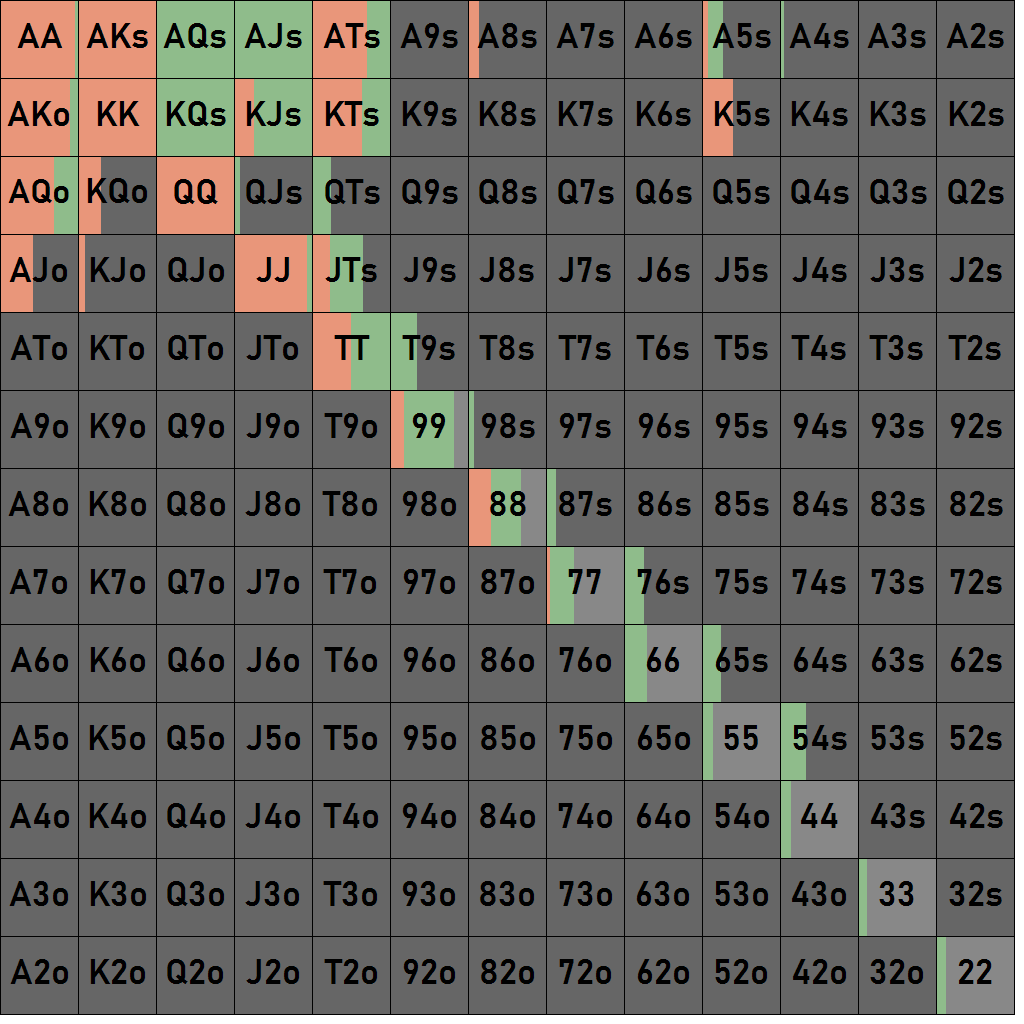 AA AKs AQs AJs ATs A9s A8s A7s A6s A5s A4s A3s A2s
AKo KK KQs KJs KTs K9s K8s K7s K6s K5s K4s K3s K2s
AQo KQo QQ QJs QTs Q9s Q8s Q7s Q6s Q5s Q4s Q3s Q2s
AJo KJo QJo JJ JTs J9s J8s J7s J6s J5s J4s J3s J2s
ATo KTo QTo JTo TT T9s T8s T7s T6s T5s T4s T3s T2s
A9o K9o Q9o J9o T9o 99 98s 97s 96s 95s 94s 93s 92s
A8o K8o Q8o J8o T8o 98o 88 87s 86s 85s 84s 83s 82s
A7o K7o Q7o J7o T7o 97o 87o 77 76s 75s 74s 73s 72s
A6o K6o Q6o J6o T6o 96o 86o 76o 66 65s 64s 63s 62s
A5o K5o Q5o J5o T5o 95o 85o 75o 65o 55 54s 53s 52s
A4o K4o Q4o J4o T4o 94o 84o 74o 64o 54o 44 43s 42s
A3o K3o Q3o J3o T3o 93o 83o 73o 63o 53o 43o 33 32s
A2o K2o Q2o J2o T2o 92o 82o 72o 62o 52o 42o 32o 22